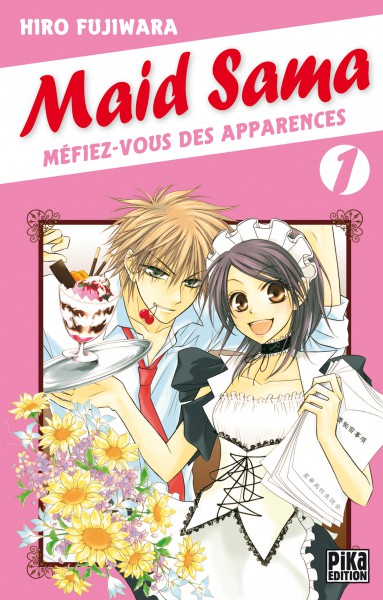 HIRO FUJIWARA
Maid Sama
MÉFIEZ-VOUS DES APPARENCES
1
PIKA
EDITION